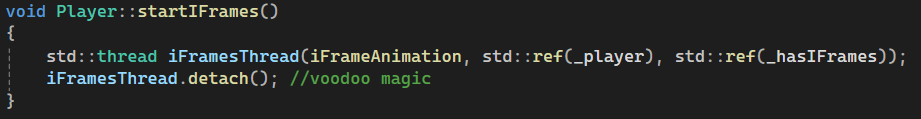 void Player::startIFrames()
{
    std::thread iFramesThread(iFrameAnimation, std::ref(_player), std::ref(_hasIFrames));
    iFramesThread.detach(); //voodoo magic
}